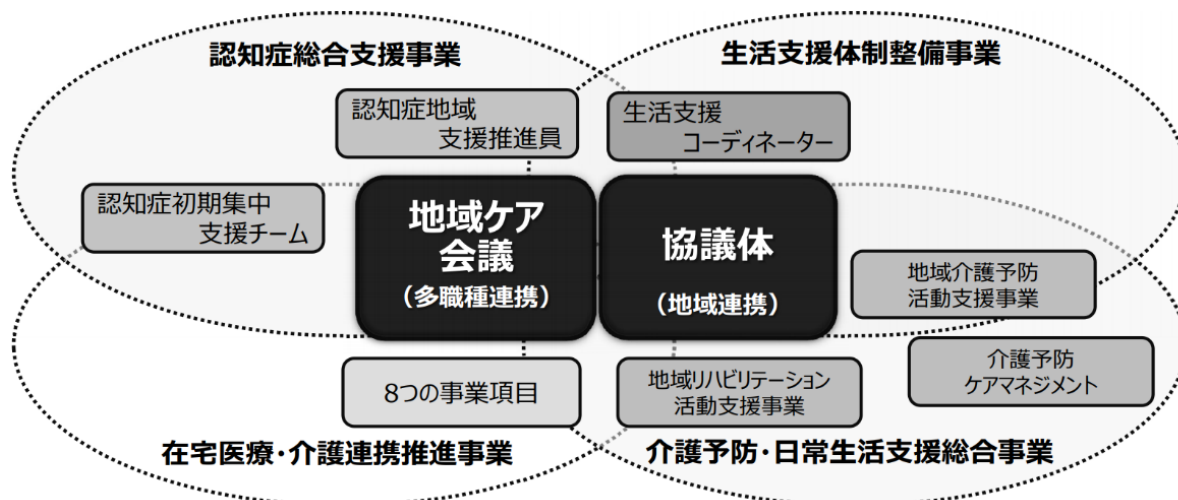 認知症総合支援事業
生活支援体制整備事業
認知症地域
支援推進員
生活支援
コーディネーター
認知症初期集中
支援チーム
地域ケア
会議
（多職種連携）
協議体
（地域連携）
地域介護予防
活動支援事業
介護予防
ケアマネジメント
8つの事業項目
地域リハビリテーション
活動支援事業
在宅医療・介護連携推進事業
介護予防・日常生活支援総合事業